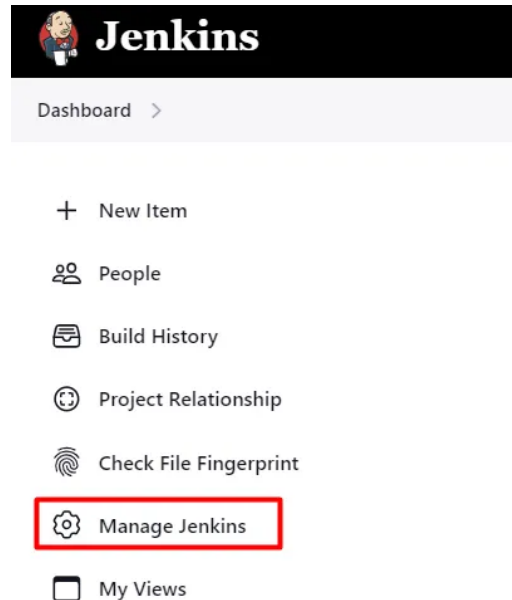 Jenkins
Dashboard
New Item
People
Build History
Project Relationship
Check File Fingerprint
Manage Jenkins
My Views